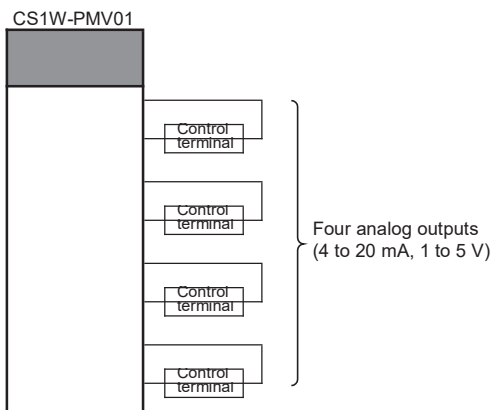 CS1W-PMV01
Control
terminal
Control
terminal
Control
terminal
Control
terminal
Four analog outputs
(4 to 20 mA, 1 to 5 V)